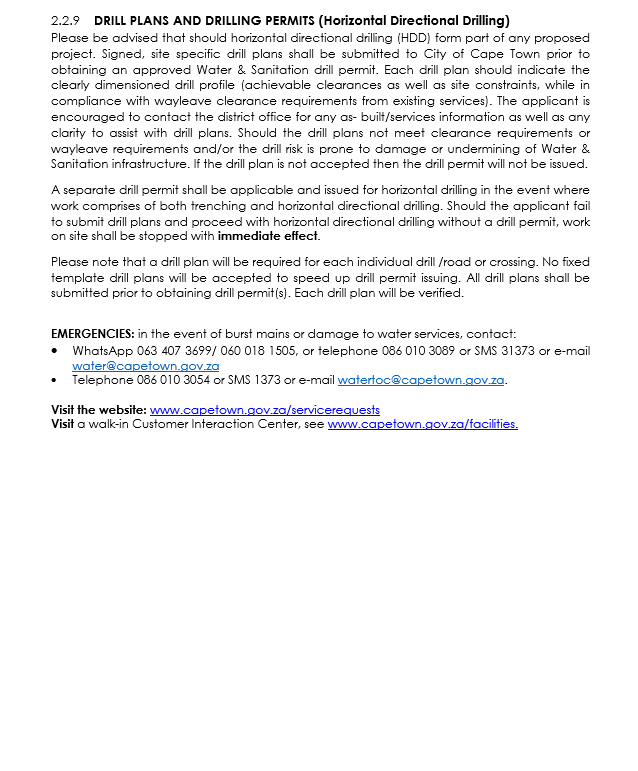 2.2.9 DRILL PLANS AND DRILLING PERMITS (Horizontal Directional Drilling)
Please be advised that should horizontal directional drilling (HDD) form part of any proposed
project. Signed, site specific drill plans shall be submitted to City of Cape Town prior to
obtaining an approved Water & Sanitation drill permit. Each drill plan should indicate the
clearly dimensioned drill profile (achievable clearances as well as site constraints, while in
compliance with wayleave clearance requirements from existing services). The applicant is
encouraged to contact the district office for any as- built/services information as well as any
clarity to assist with drill plans. Should the drill plans not meet clearance requirements or
wayleave requirements and/or the drill risk is prone to damage or undermining of Water &
Sanitation infrastructure. If the drill plan is not accepted then the drill permit will not be issued.
A separate drill permit shall be applicable and issued for horizontal drilling in the event where
work comprises of both trenching and horizontal directional drilling. Should the applicant fail
to submit drill plans and proceed with horizontal directional drilling without a drill permit, work
on site shall be stopped with immediate effect.
Please note that a drill plan will be required for each individual drill /road or crossing. No fixed
template drill plans will be accepted to speed up drill permit issuing. All drill plans shall be
submitted prior to obtaining drill permit(s). Each drill plan will be verified.
EMERGENCIES: in the event of burst mains or damage to water services, contact:
• WhatsApp 063 407 3699/ 060 018 1505, or telephone 086 010 3089 or SMS 31373 or e-mail
water@capetown.gov.za
• Telephone 086 010 3054 or SMS 1373 or e-mail watertoc@capetown.gov.za.
Visit the website: www.capetown.gov.za/servicerequests
Visit a walk-in Customer Interaction Center, see www.capetown.gov.za/facilities.